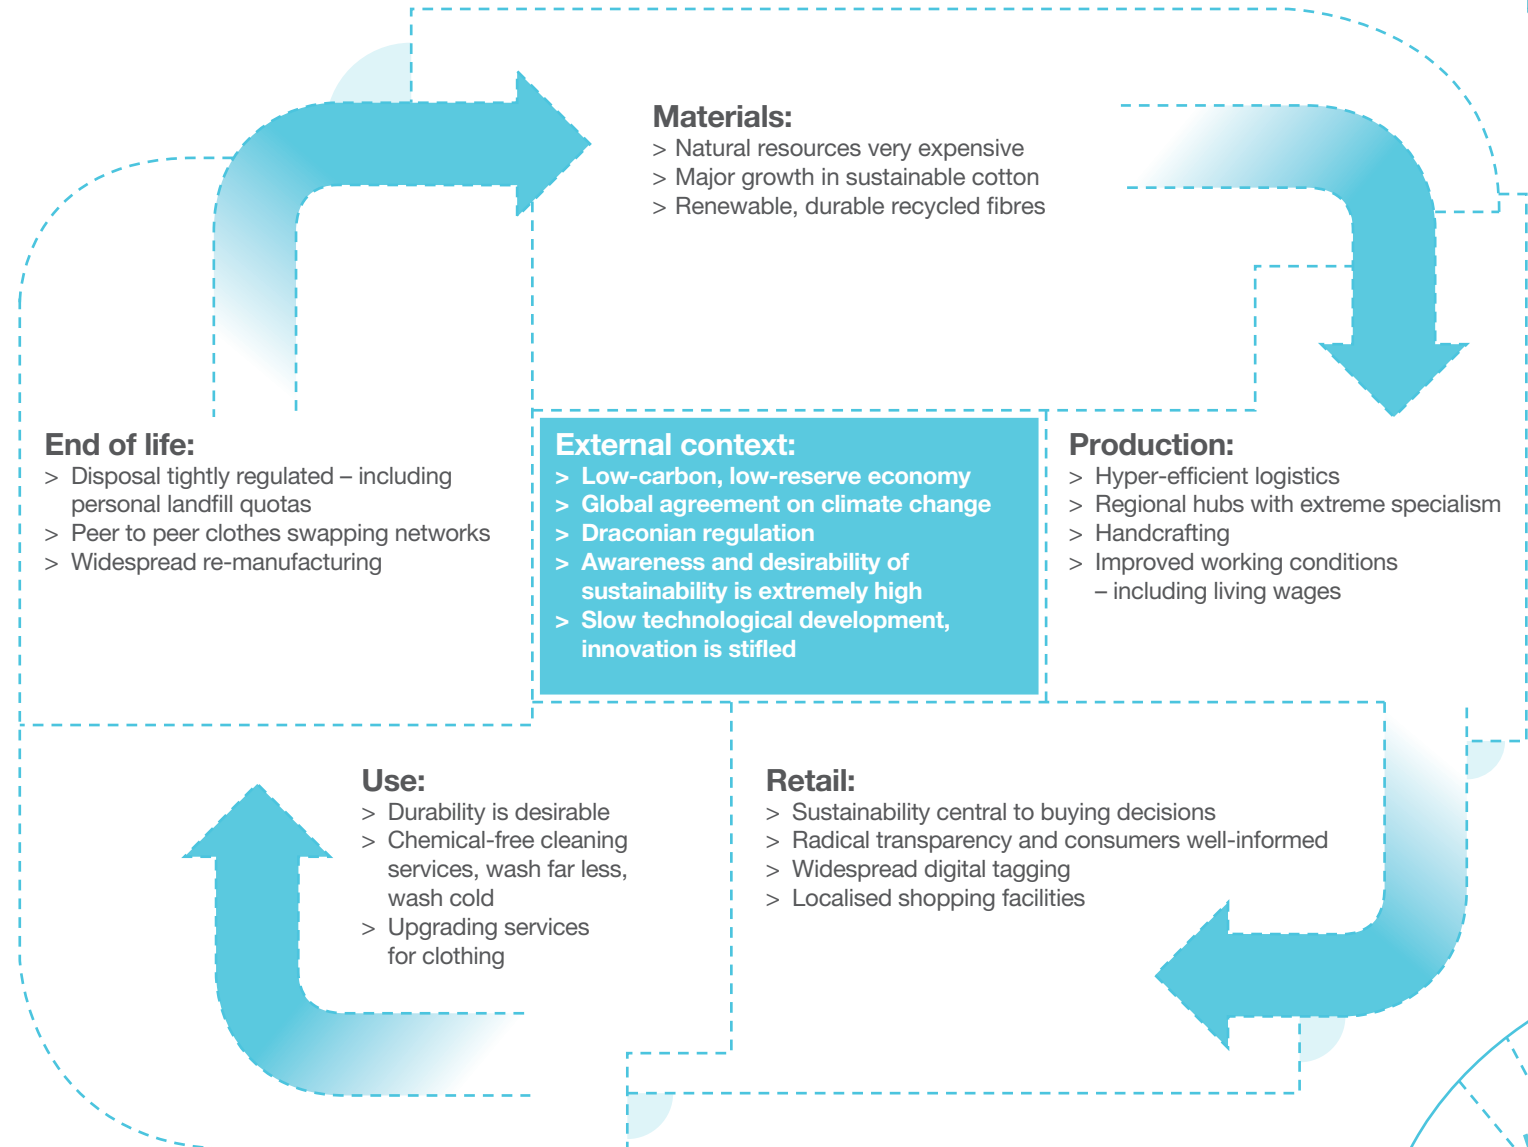 Materials:
> Natural resources very expensive
> Major growth in sustainable cotton
> Renewable, durable recycled fibres
End of life:
> Disposal tightly regulated – including
personal landfill quotas
> Peer to peer clothes swapping networks
> Widespread re-manufacturing
External context:
> Low-carbon, low-reserve economy
> Global agreement on climate change
> Draconian regulation
> Awareness and desirability of
sustainability is extremely high
> Slow technological development,
innovation is stifled
Production:
> Hyper-efficient logistics
> Regional hubs with extreme specialism
> Handcrafting
> Improved working conditions
– including living wages
Use:
> Durability is desirable
> Chemical-free cleaning
services, wash far less,
wash cold
> Upgrading services
for clothing
Retail:
> Sustainability central to buying decisions
> Radical transparency and consumers well-informed
> Widespread digital tagging
> Localised shopping facilities